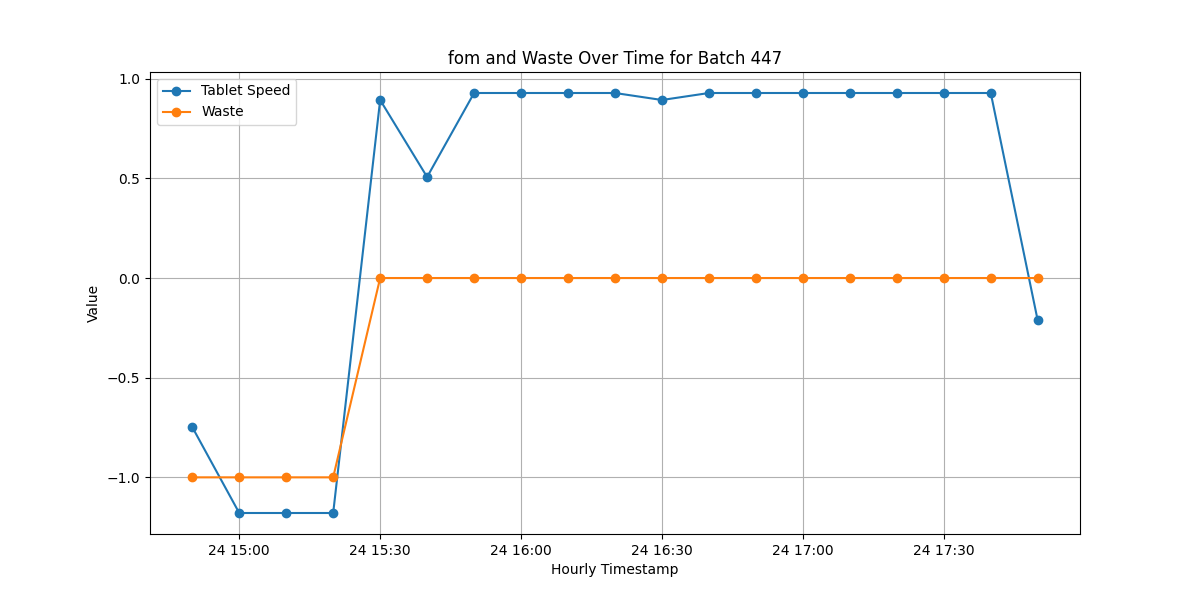 fom and Waste Over Time for Batch 447
Tablet Speed
Waste
1.0
0.5
0.0
−0.5
−1.0
Value
24 15:00
24 15:30
24 16:00
24 16:30
24 17:00
24 17:30
Hourly Timestamp